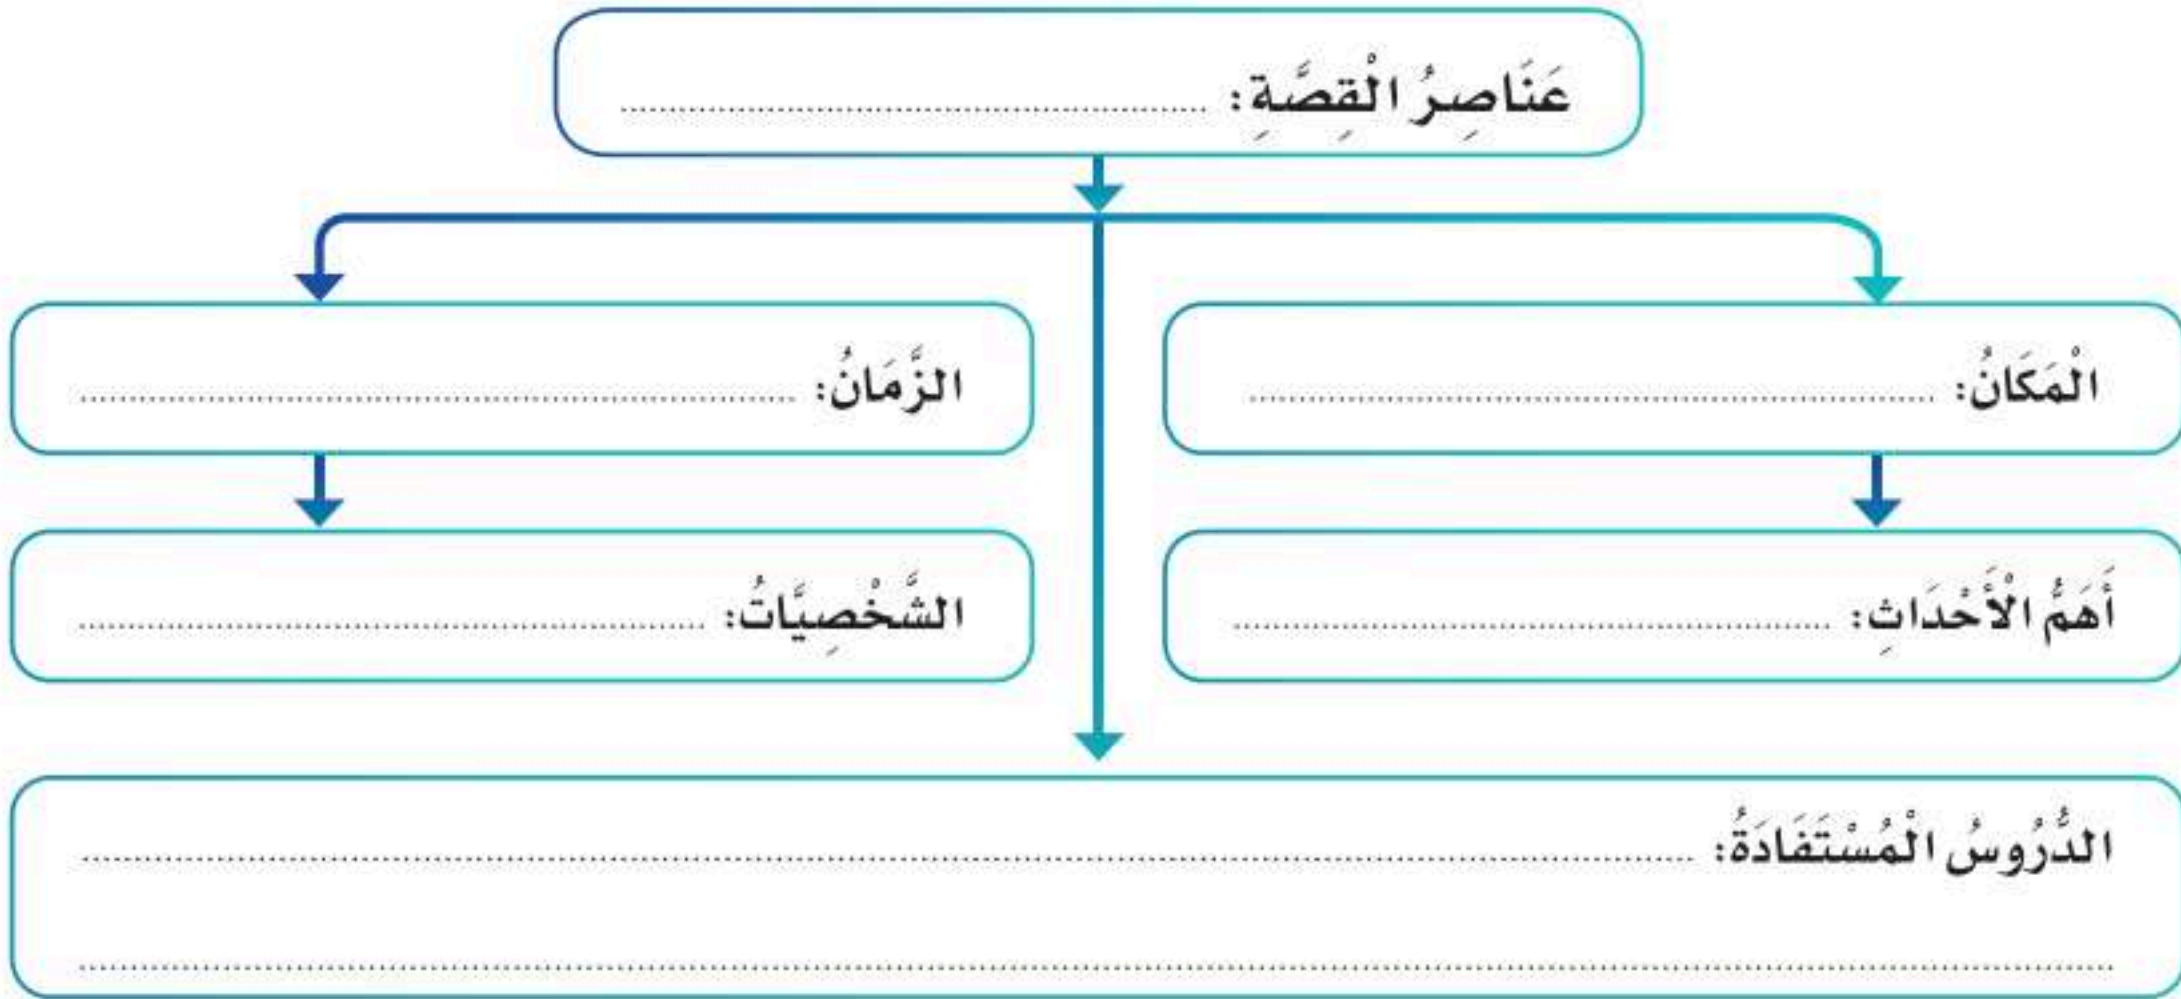 عَنَاصِرُ الْقِصَّةِ: ........................................
الْمَكَانُ: ........................................
الزَّمَانُ: ........................................
أَهَمُّ الْأَحْدَاثِ: ........................................
الشَّخْصِيَّاتُ: ........................................
الدُّرُوسُ الْمُسْتَفَادَةُ: ........................................